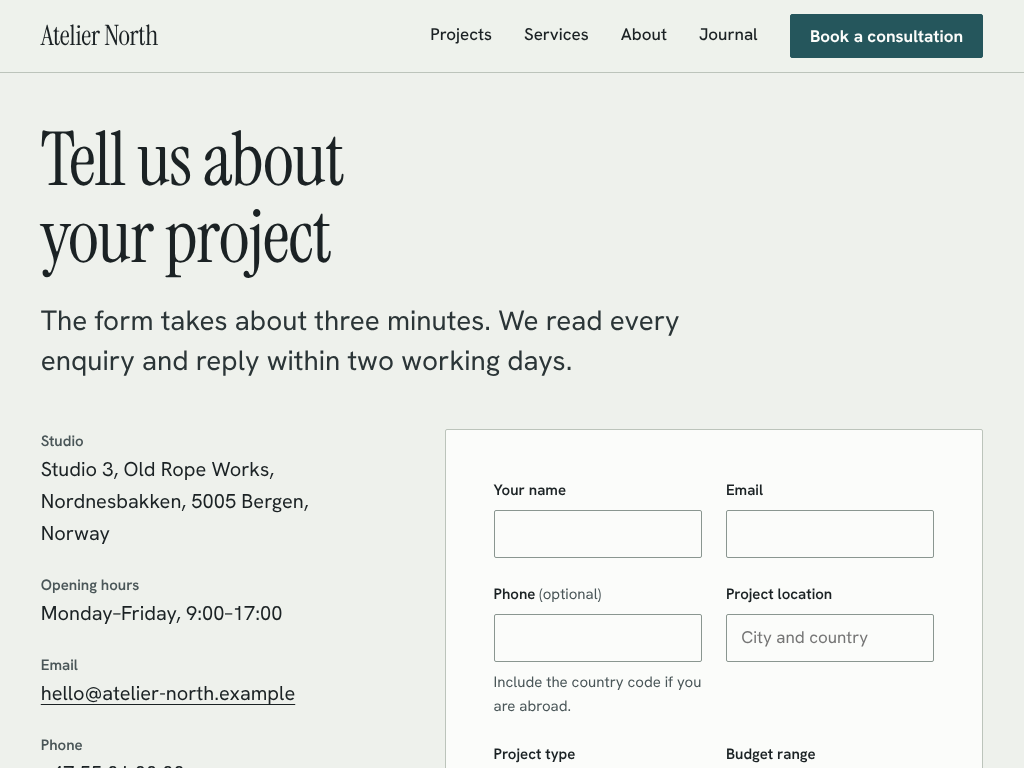 Atelier North
Projects
Services
About
Journal
Book a consultation
Tell us about
your project
The form takes about three minutes. We read every
enquiry and reply within two working days.
Studio
Studio 3, Old Rope Works,
Nordnesbakken, 5005 Bergen,
Norway
Opening hours
Monday–Friday, 9:00–17:00
Email
hello@atelier-north.example
Phone
Your name
Email
Phone (optional)
Project location
City and country
Include the country code if you
are abroad.
Project type
Budget range